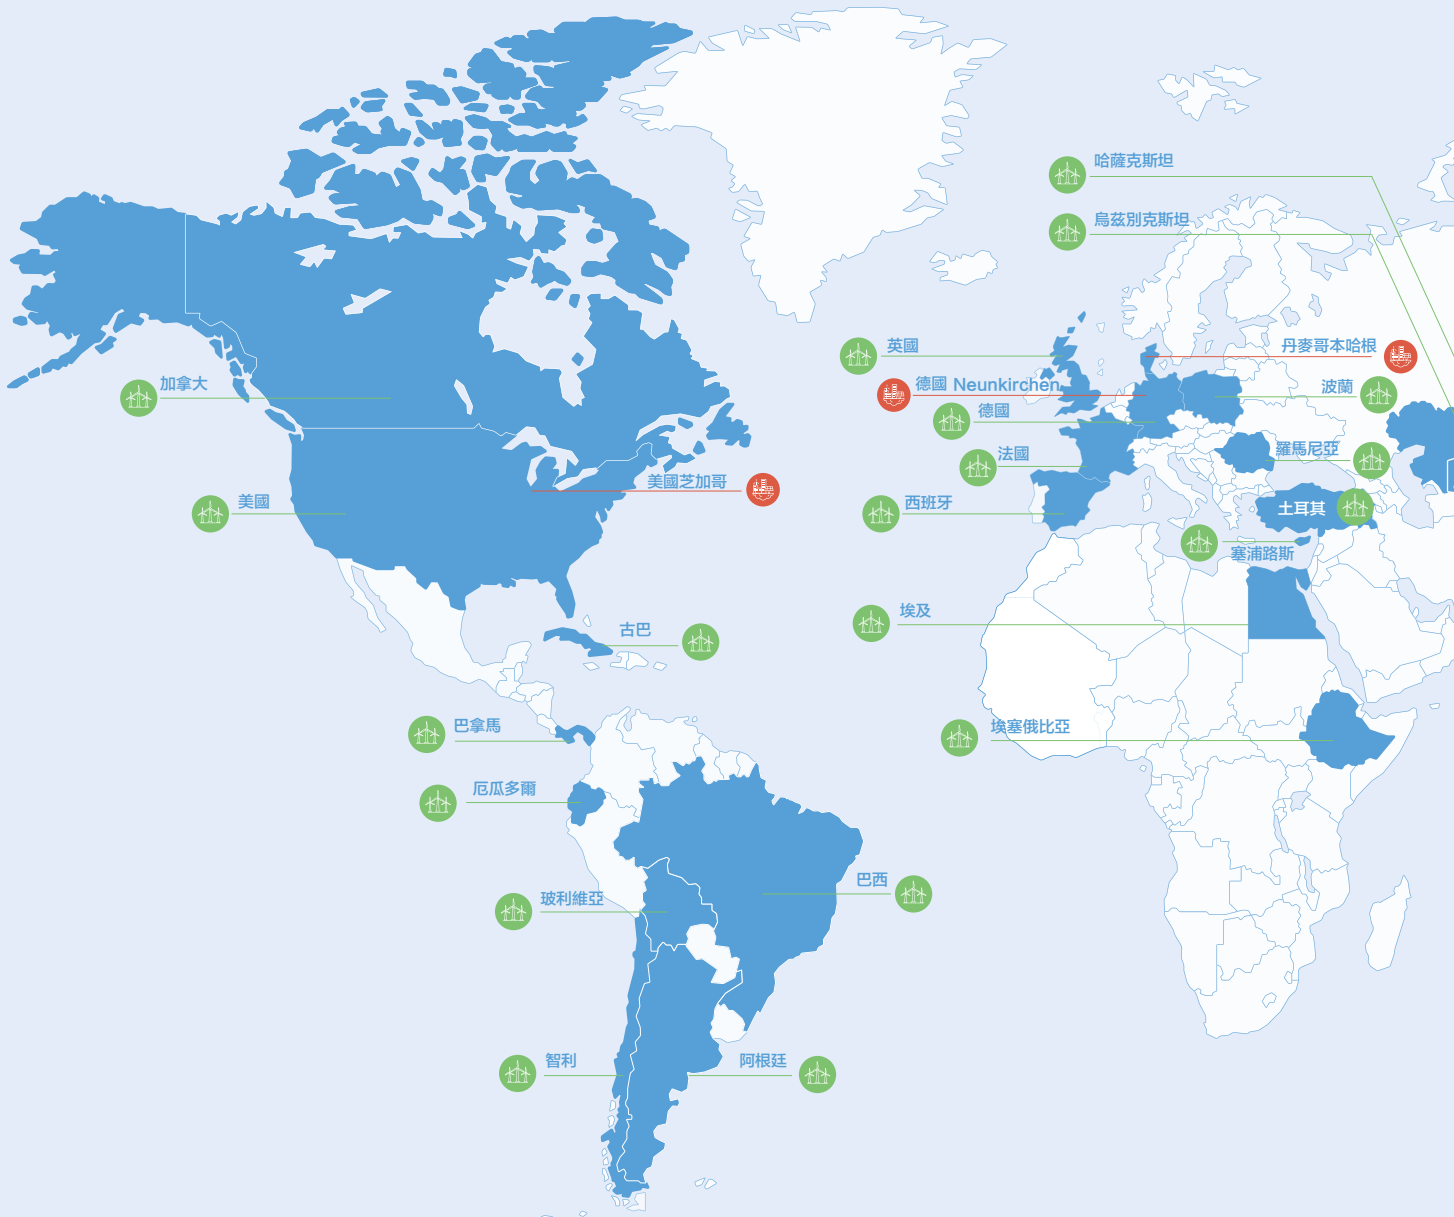 哈薩克斯坦
烏茲別克斯坦
英國
丹麥哥本哈根
加拿大
德國 Neunkirchen
波蘭
德國
羅馬尼亞
法國
美國芝加哥
美國
西班牙
土耳其
塞浦路斯
埃及
古巴
巴拿馬
埃塞俄比亞
厄瓜多爾
巴西
玻利維亞
智利
阿根廷